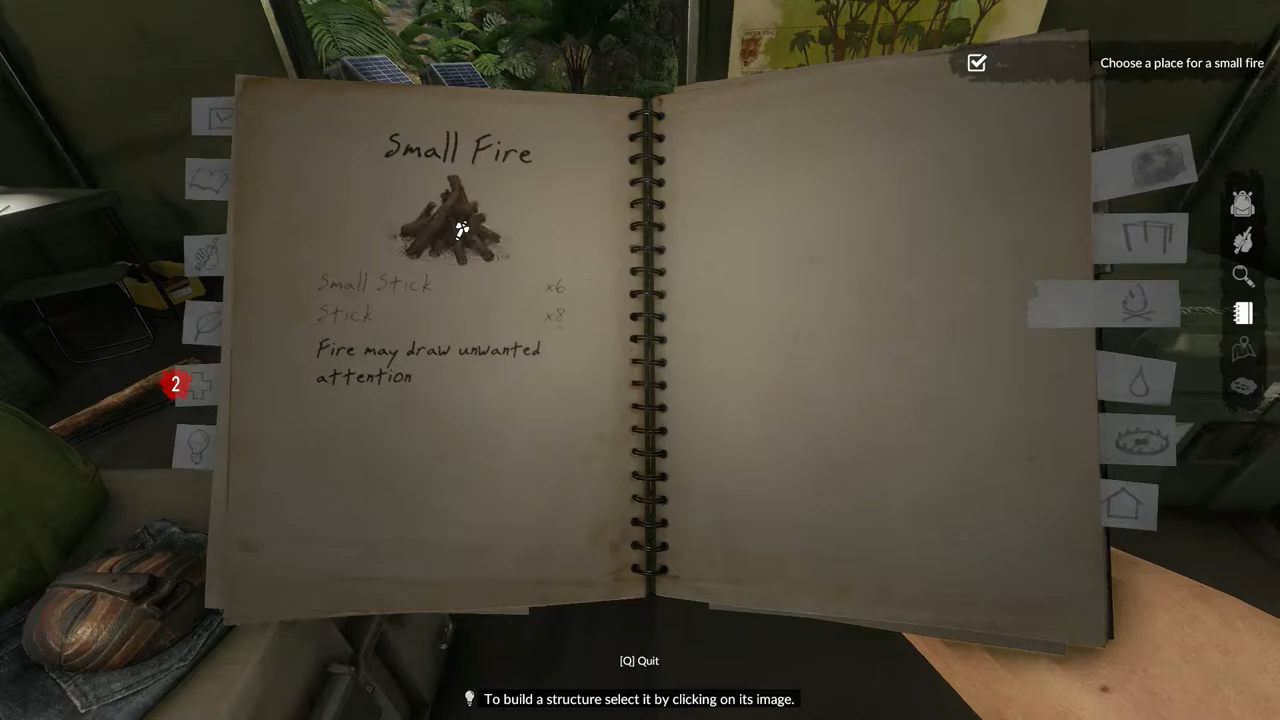 Choose a place for a small fire
Small Fire
Small Stick x6
Stick x8
Fire may draw unwanted
attention
2
[Q] Quit
To build a structure select it by clicking on its image.